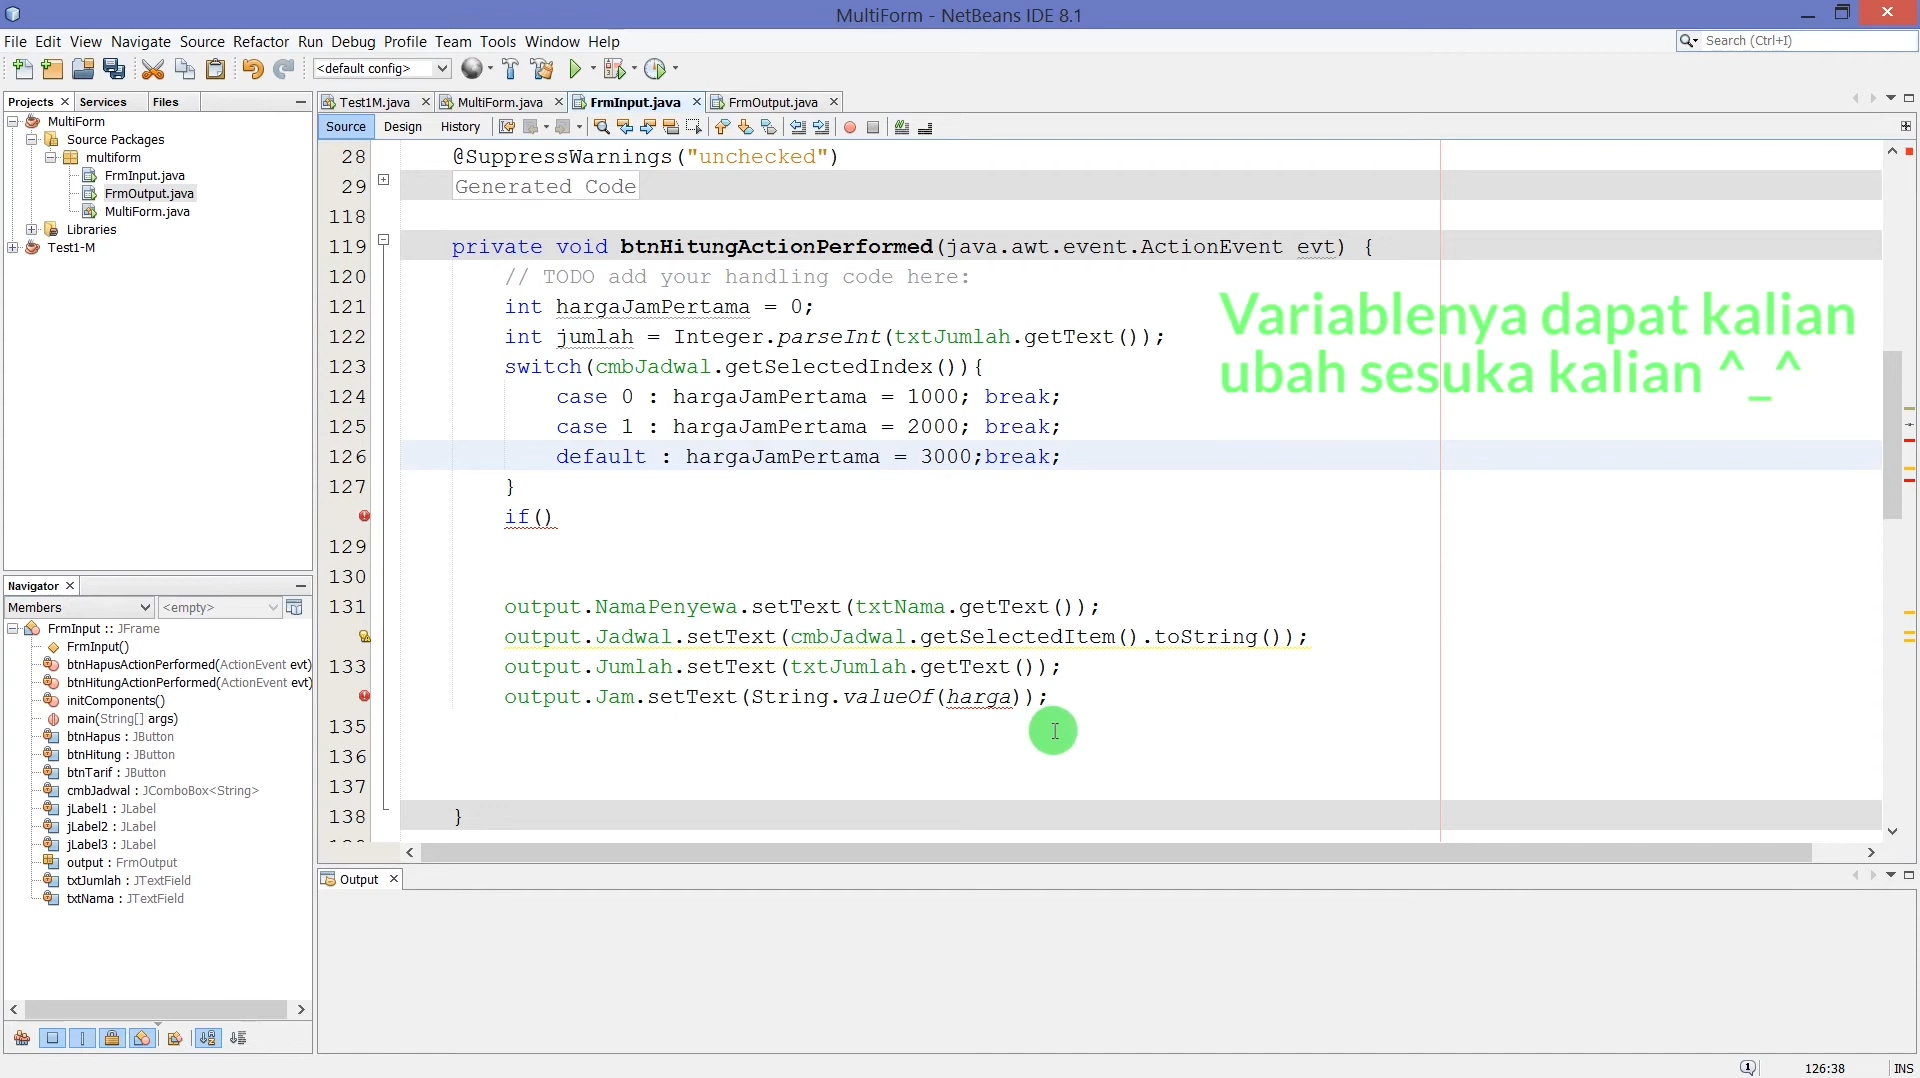 MultiForm - NetBeans IDE 8.1
File Edit View Navigate Source Refactor Run Debug Profile Team Tools Window Help
Search (Ctrl+I)
<default config>
Projects Services Files
Test1M.java MultiForm.java FrmInput.java FrmOutput.java
Source Design History
MultiForm
Source Packages
multiform
FrmInput.java
FrmOutput.java
MultiForm.java
Libraries
Test1-M
28 @SuppressWarnings("unchecked")
29 Generated Code
118
119 private void btnHitungActionPerformed(java.awt.event.ActionEvent evt) {
120 // TODO add your handling code here:
121 int hargaJamPertama = 0;
122 int jumlah = Integer.parseInt(txtJumlah.getText());
123 switch(cmbJadwal.getSelectedIndex()){
124 case 0 : hargaJamPertama = 1000; break;
125 case 1 : hargaJamPertama = 2000; break;
126 default : hargaJamPertama = 3000;break;
127 }
if()
129
130
131 output.NamaPenyewa.setText(txtNama.getText());
output.Jadwal.setText(cmbJadwal.getSelectedItem().toString());
133 output.Jumlah.setText(txtJumlah.getText());
output.Jam.setText(String.valueOf(harga));
135
136
137
138 }
Variablenya dapat kalian
ubah sesuka kalian ^_^
Navigator
Members <empty>
FrmInput :: JFrame
FrmInput()
btnHapusActionPerformed(ActionEvent evt)
btnHitungActionPerformed(ActionEvent evt)
initComponents()
main(String[] args)
btnHapus : JButton
btnHitung : JButton
btnTarif : JButton
cmbJadwal : JComboBox<String>
jLabel1 : JLabel
jLabel2 : JLabel
jLabel3 : JLabel
output : FrmOutput
txtJumlah : JTextField
txtNama : JTextField
Output
126:38 INS